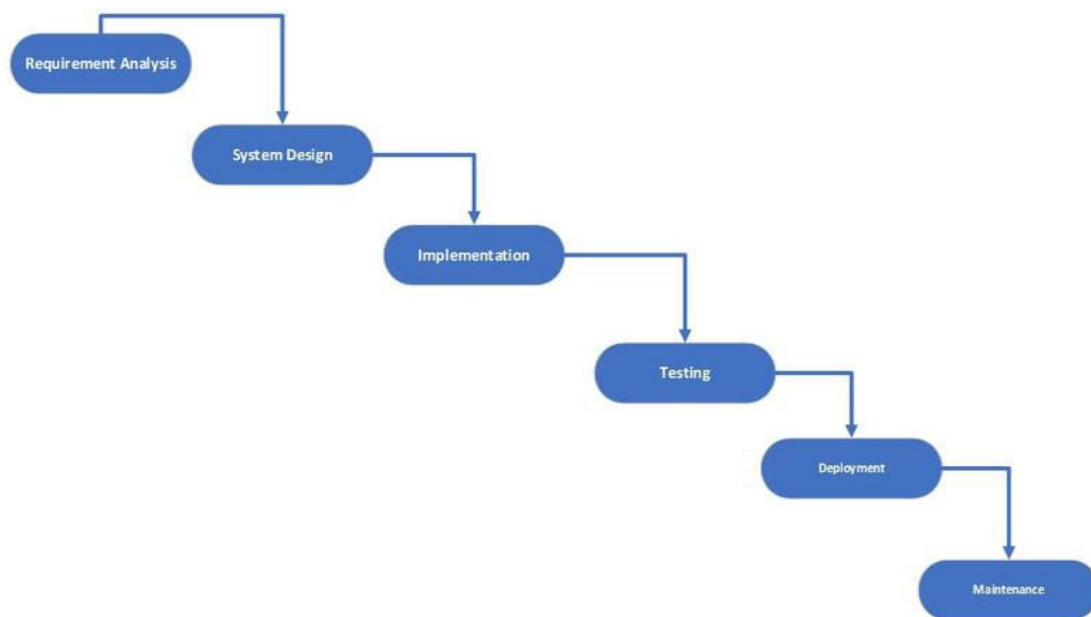 Requirement Analysis
System Design
Implementation
Testing
Deployment
Maintenance